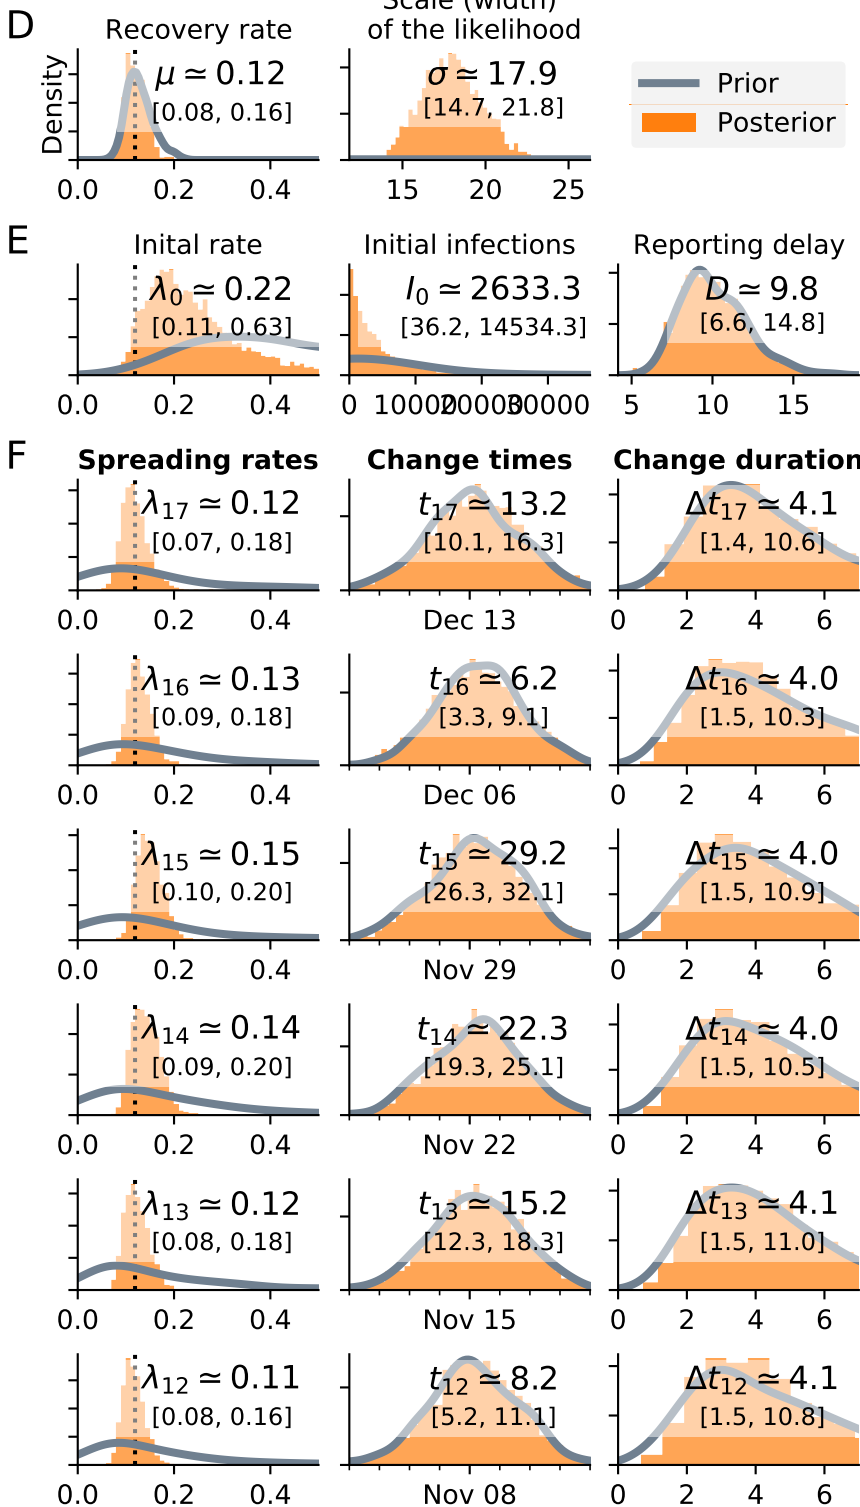 D
Recovery rate
Scale (width)
of the likelihood
Density
μ ≃ 0.12
[0.08, 0.16]
0.0 0.2 0.4
σ ≃ 17.9
[14.7, 21.8]
15 20 25
Prior
Posterior
E
Inital rate
λ0 ≃ 0.22
[0.11, 0.63]
0.0 0.2 0.4
Initial infections
I0 ≃ 2633.3
[36.2, 14534.3]
0 10000 20000 30000
Reporting delay
D ≃ 9.8
[6.6, 14.8]
5 10 15
F
Spreading rates
Change times
Change duration
λ17 ≃ 0.12
[0.07, 0.18]
0.0 0.2 0.4
t17 ≃ 13.2
[10.1, 16.3]
Dec 13
Δt17 ≃ 4.1
[1.4, 10.6]
0 2 4 6
λ16 ≃ 0.13
[0.09, 0.18]
0.0 0.2 0.4
t16 ≃ 6.2
[3.3, 9.1]
Dec 06
Δt16 ≃ 4.0
[1.5, 10.3]
0 2 4 6
λ15 ≃ 0.15
[0.10, 0.20]
0.0 0.2 0.4
t15 ≃ 29.2
[26.3, 32.1]
Nov 29
Δt15 ≃ 4.0
[1.5, 10.9]
0 2 4 6
λ14 ≃ 0.14
[0.09, 0.20]
0.0 0.2 0.4
t14 ≃ 22.3
[19.3, 25.1]
Nov 22
Δt14 ≃ 4.0
[1.5, 10.5]
0 2 4 6
λ13 ≃ 0.12
[0.08, 0.18]
0.0 0.2 0.4
t13 ≃ 15.2
[12.3, 18.3]
Nov 15
Δt13 ≃ 4.1
[1.5, 11.0]
0 2 4 6
λ12 ≃ 0.11
[0.08, 0.16]
0.0 0.2 0.4
t12 ≃ 8.2
[5.2, 11.1]
Nov 08
Δt12 ≃ 4.1
[1.5, 10.8]
0 2 4 6